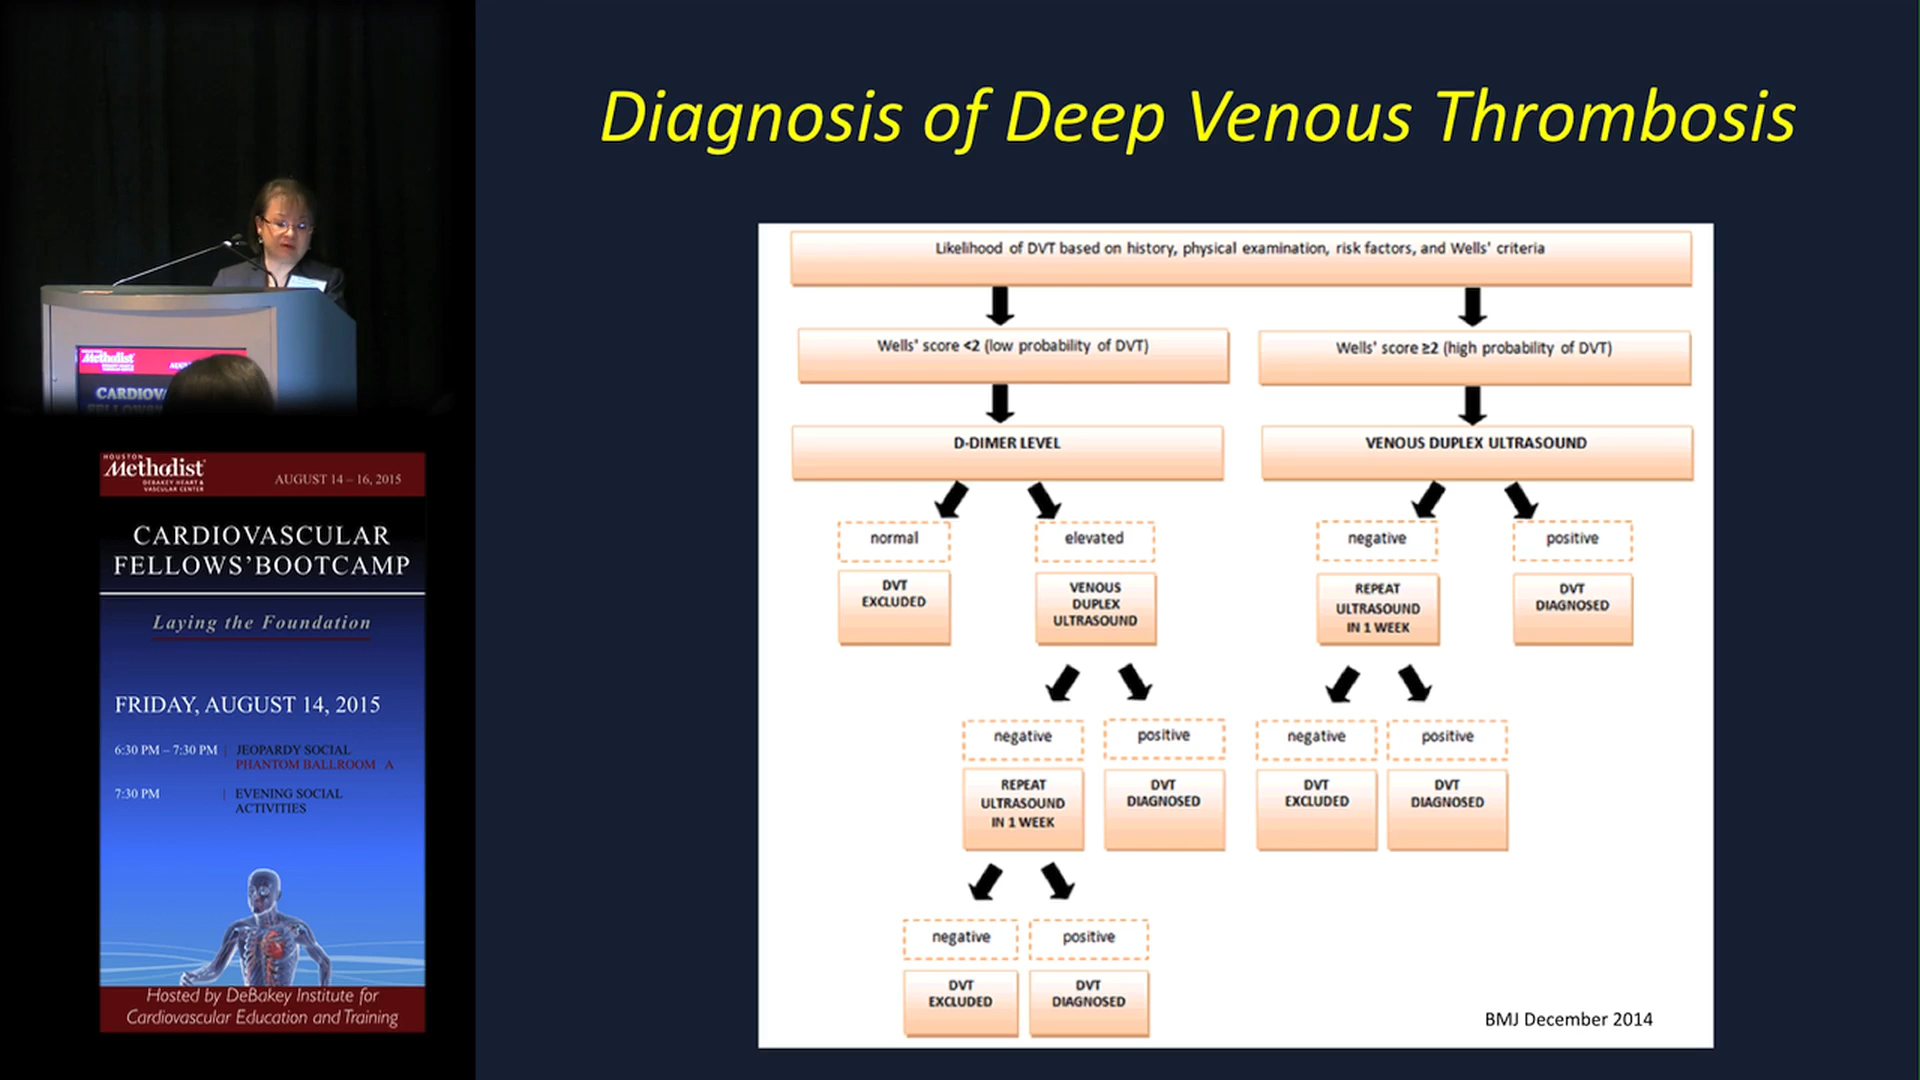 Diagnosis of Deep Venous Thrombosis
Likelihood of DVT based on history, physical examination, risk factors, and Wells' criteria
Wells' score <2 (low probability of DVT)
Wells' score ≥2 (high probability of DVT)
D-DIMER LEVEL
VENOUS DUPLEX ULTRASOUND
normal
elevated
negative
positive
DVT
EXCLUDED
VENOUS
DUPLEX
ULTRASOUND
REPEAT
ULTRASOUND
IN 1 WEEK
DVT
DIAGNOSED
negative
positive
negative
positive
REPEAT
ULTRASOUND
IN 1 WEEK
DVT
DIAGNOSED
DVT
EXCLUDED
DVT
DIAGNOSED
negative
positive
DVT
EXCLUDED
DVT
DIAGNOSED
BMJ December 2014
Methodist
CARDIOV
FELLOWS'
HOUSTON
Methodist
DEBAKEY HEART &
VASCULAR CENTER
AUGUST 14 – 16, 2015
CARDIOVASCULAR
FELLOWS'BOOTCAMP
Laying the Foundation
FRIDAY, AUGUST 14, 2015
6:30 PM – 7:30 PM | JEOPARDY SOCIAL
PHANTOM BALLROOM A
7:30 PM | EVENING SOCIAL
ACTIVITIES
Hosted by DeBakey Institute for
Cardiovascular Education and Training